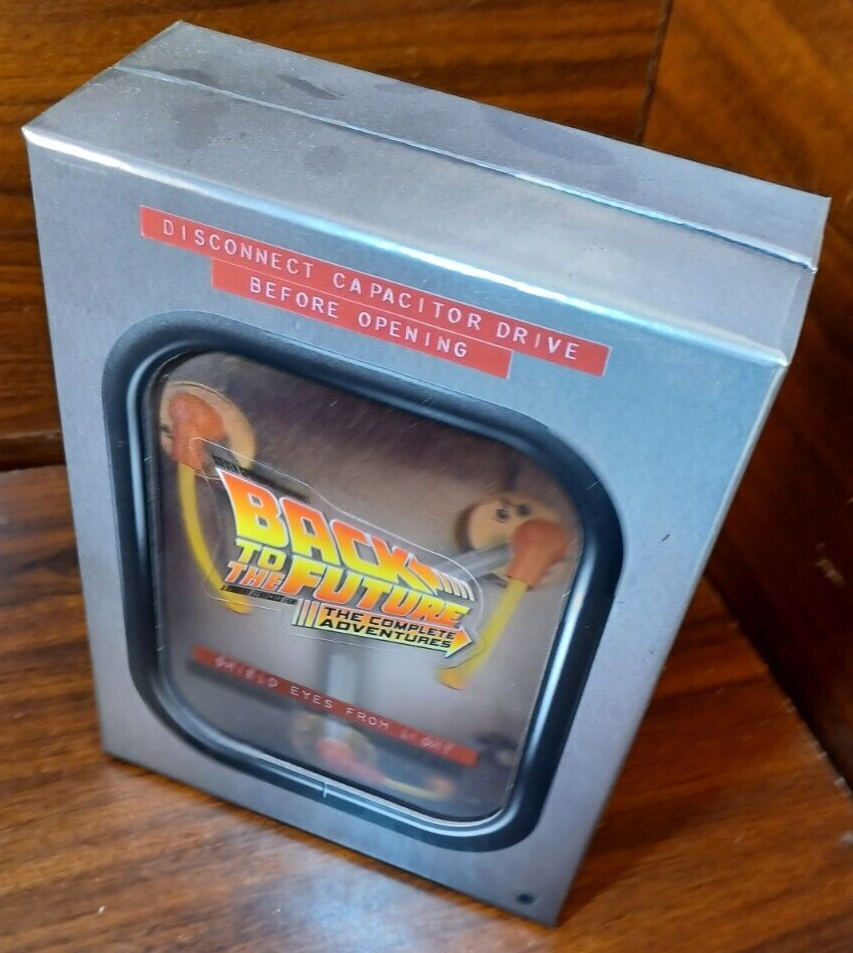 DISCONNECT CAPACITOR DRIVE
BEFORE OPENING
BACK
TO
THE FUTURE
THE COMPLETE
ADVENTURES
SHIELD EYES FROM LIGHT